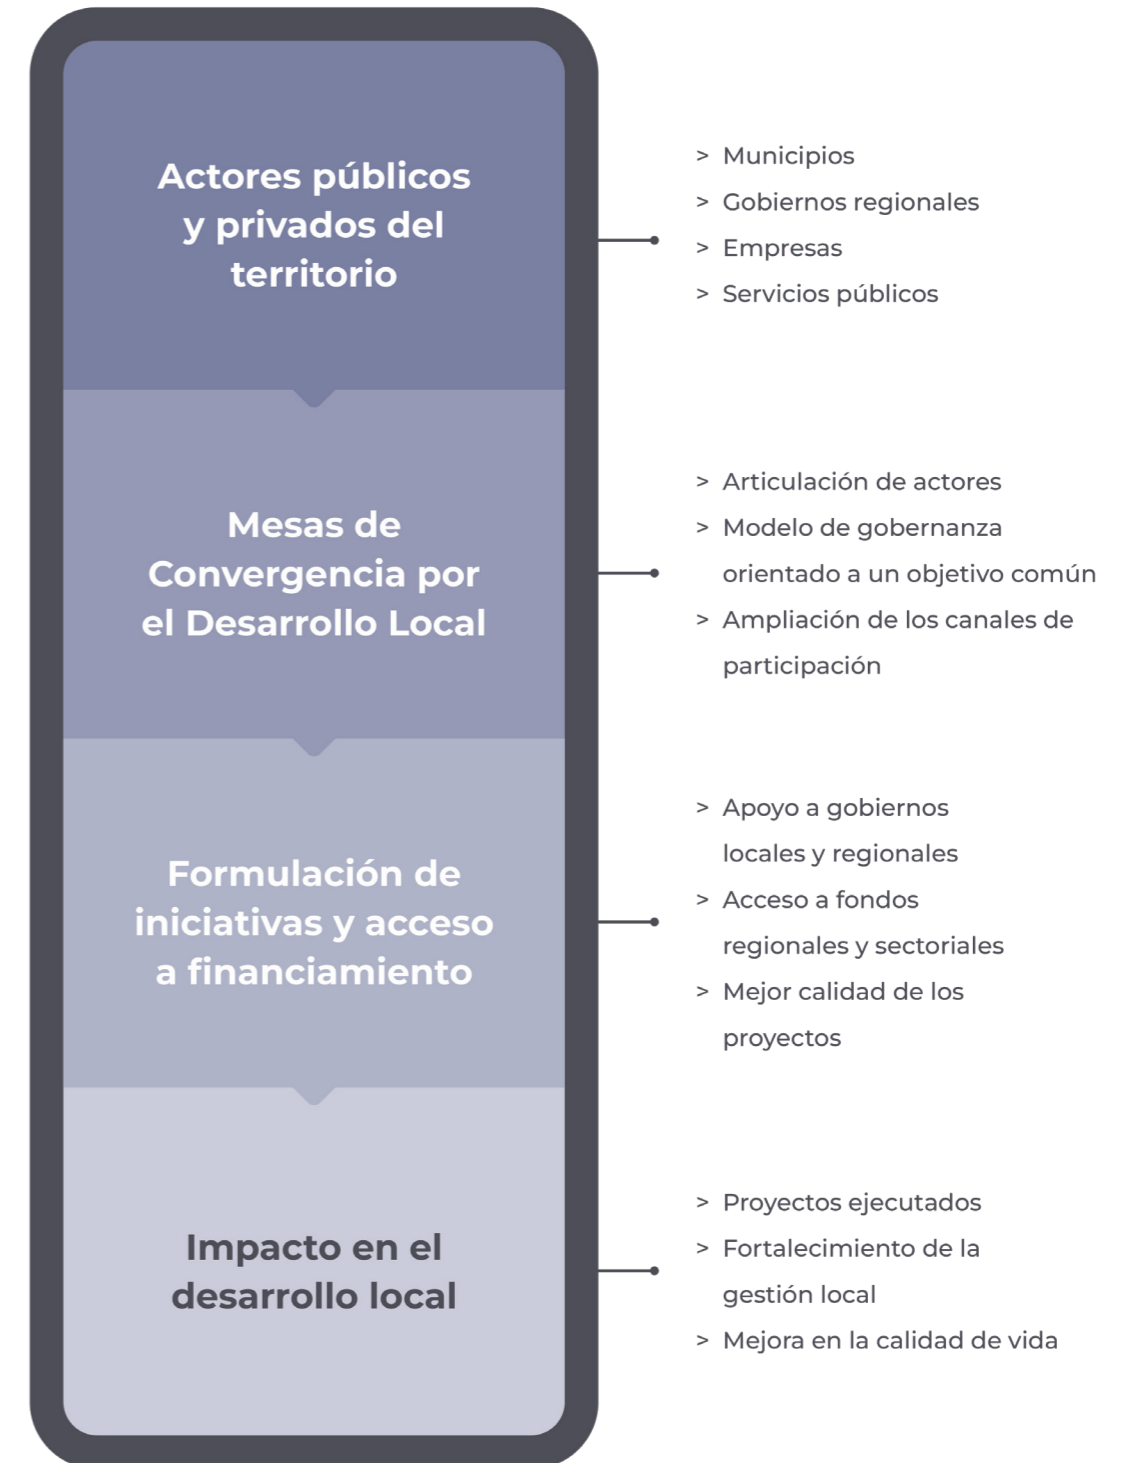 Actores públicos
y privados del
territorio
> Municipios
> Gobiernos regionales
> Empresas
> Servicios públicos
Mesas de
Convergencia por
el Desarrollo Local
> Articulación de actores
> Modelo de gobernanza
orientado a un objetivo común
> Ampliación de los canales de
participación
Formulación de
iniciativas y acceso
a financiamiento
> Apoyo a gobiernos
locales y regionales
> Acceso a fondos
regionales y sectoriales
> Mejor calidad de los
proyectos
Impacto en el
desarrollo local
> Proyectos ejecutados
> Fortalecimiento de la
gestión local
> Mejora en la calidad de vida